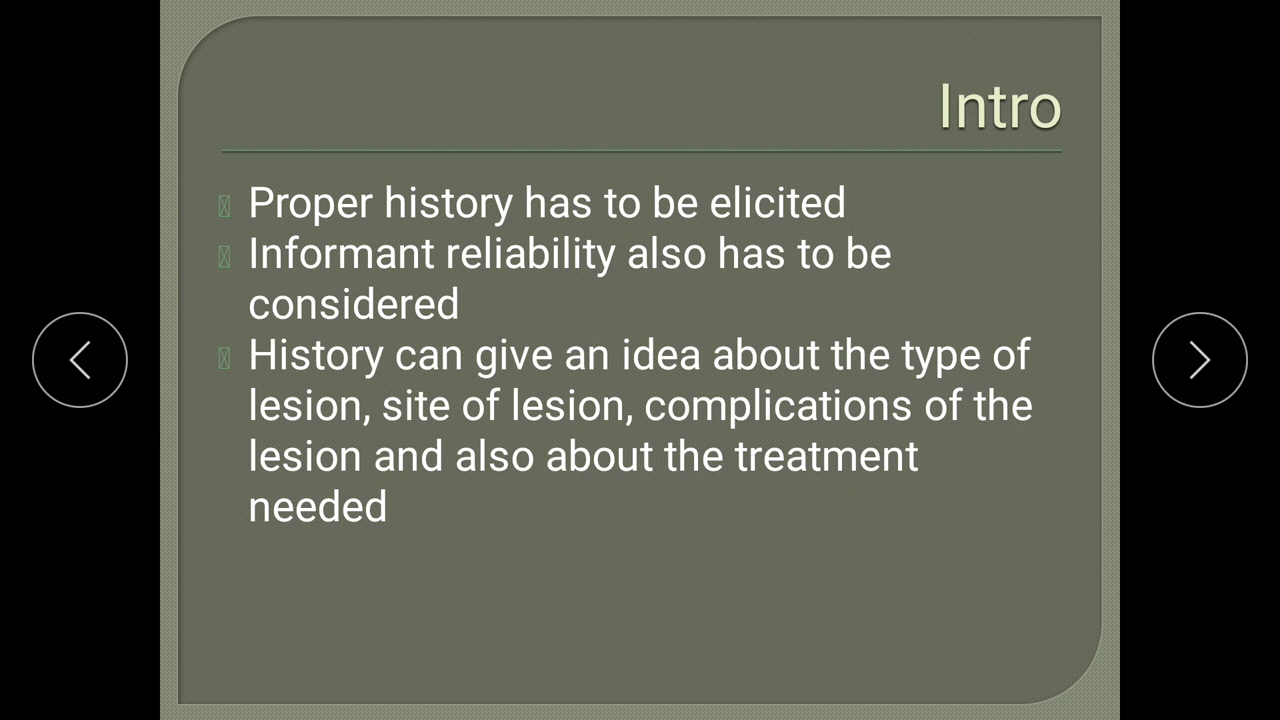 Intro
Proper history has to be elicited
Informant reliability also has to be
considered
History can give an idea about the type of
lesion, site of lesion, complications of the
lesion and also about the treatment
needed